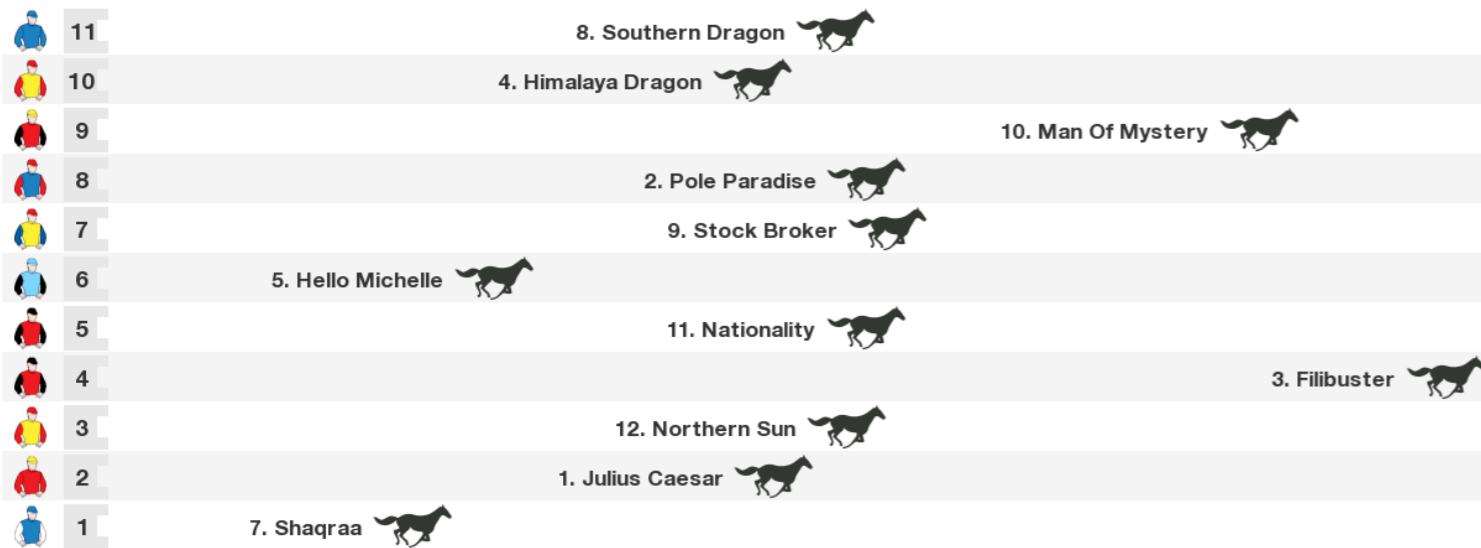 11 8. Southern Dragon
10 4. Himalaya Dragon
9 10. Man Of Mystery
8 2. Pole Paradise
7 9. Stock Broker
6 5. Hello Michelle
5 11. Nationality
4 3. Filibuster
3 12. Northern Sun
2 1. Julius Caesar
1 7. Shaqraa